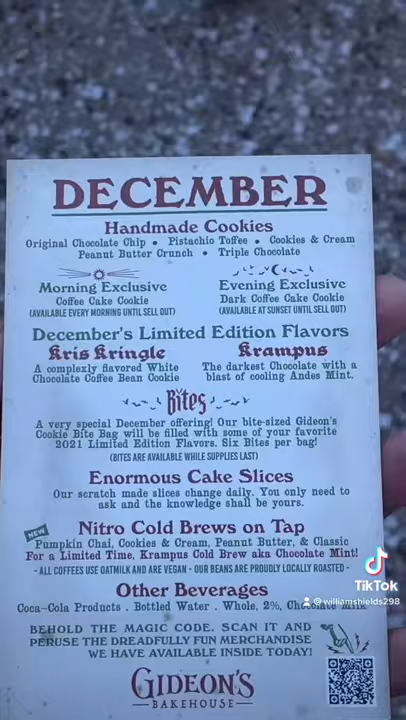 DECEMBER
Handmade Cookies
Original Chocolate Chip • Pistachio Toffee • Cookies & Cream
Peanut Butter Crunch • Triple Chocolate
Morning Exclusive
Coffee Cake Cookie
(AVAILABLE EVERY MORNING UNTIL SELL OUT)
Evening Exclusive
Dark Coffee Cake Cookie
(AVAILABLE AT SUNSET UNTIL SELL OUT)
December's Limited Edition Flavors
Kris Kringle
A complexly flavored White
Chocolate Coffee Bean Cookie
Krampus
The darkest Chocolate with a
blast of cooling Andes Mint.
Bites
A very special December offering! Our bite-sized Gideon's
Cookie Bite Bag will be filled with some of your favorite
2021 Limited Edition Flavors. Six Bites per bag!
(BITES ARE AVAILABLE WHILE SUPPLIES LAST)
Enormous Cake Slices
Our scratch made slices change daily. You only need to
ask and the knowledge shall be yours.
NEW
Nitro Cold Brews on Tap
Pumpkin Chai, Cookies & Cream, Peanut Butter, & Classic
For a Limited Time, Krampus Cold Brew aka Chocolate Mint!
- ALL COFFEES USE OATMILK AND ARE VEGAN - OUR BEANS ARE PROUDLY LOCALLY ROASTED -
Other Beverages
Coca-Cola Products . Bottled Water . Whole, 2%, Chocolate Milk
BEHOLD THE MAGIC CODE. SCAN IT AND
PERUSE THE DREADFULLY FUN MERCHANDISE
WE HAVE AVAILABLE INSIDE TODAY!
GIDEON'S
BAKEHOUSE
TikTok
@williamshields298